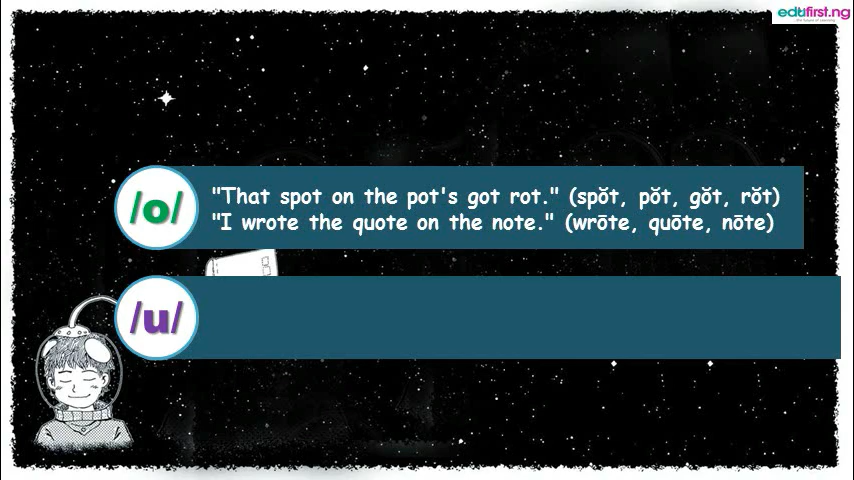 edufirst.ng
/o/
"That spot on the pot's got rot." (spŏt, pŏt, gŏt, rŏt)
"I wrote the quote on the note." (wrōte, quōte, nōte)
/u/